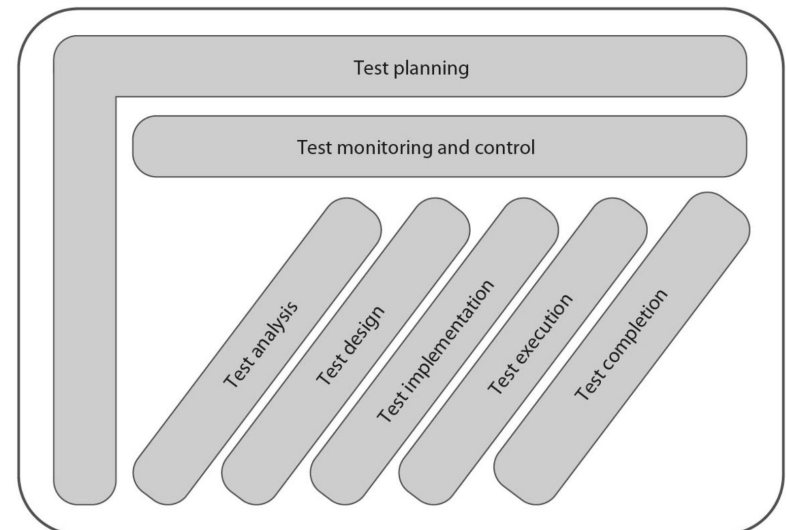 Test planning
Test monitoring and control
Test analysis
Test design
Test implementation
Test execution
Test completion